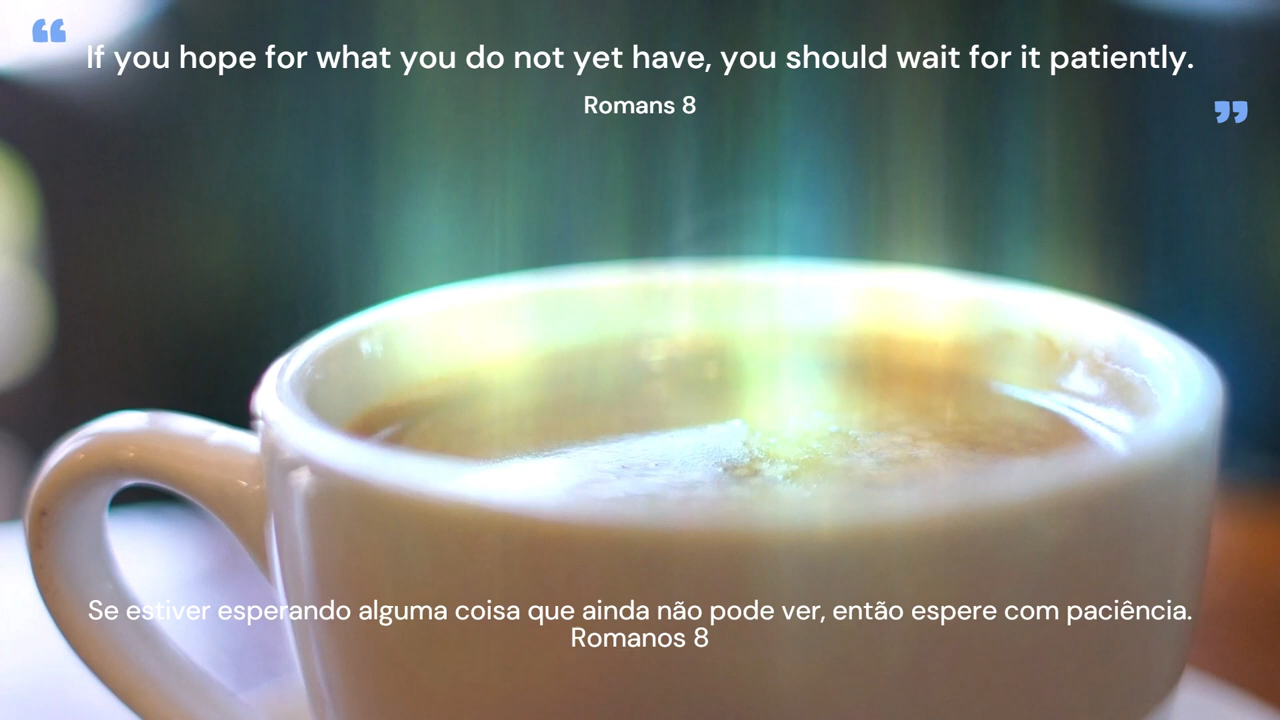 “
If you hope for what you do not yet have, you should wait for it patiently.
Romans 8
”
Se estiver esperando alguma coisa que ainda não pode ver, então espere com paciência.
Romanos 8